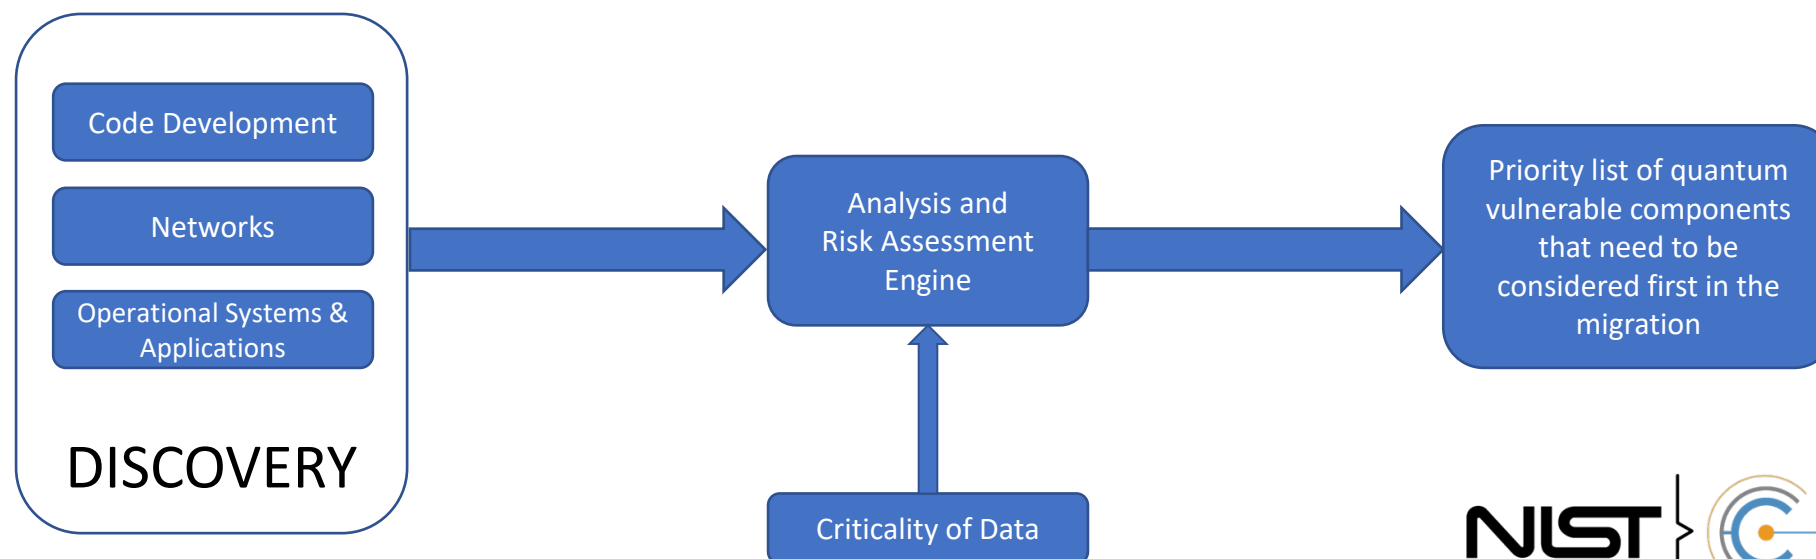 Code Development
Networks
Operational Systems &
Applications
DISCOVERY
Analysis and
Risk Assessment
Engine
Criticality of Data
Priority list of quantum
vulnerable components
that need to be
considered first in the
migration
NIST